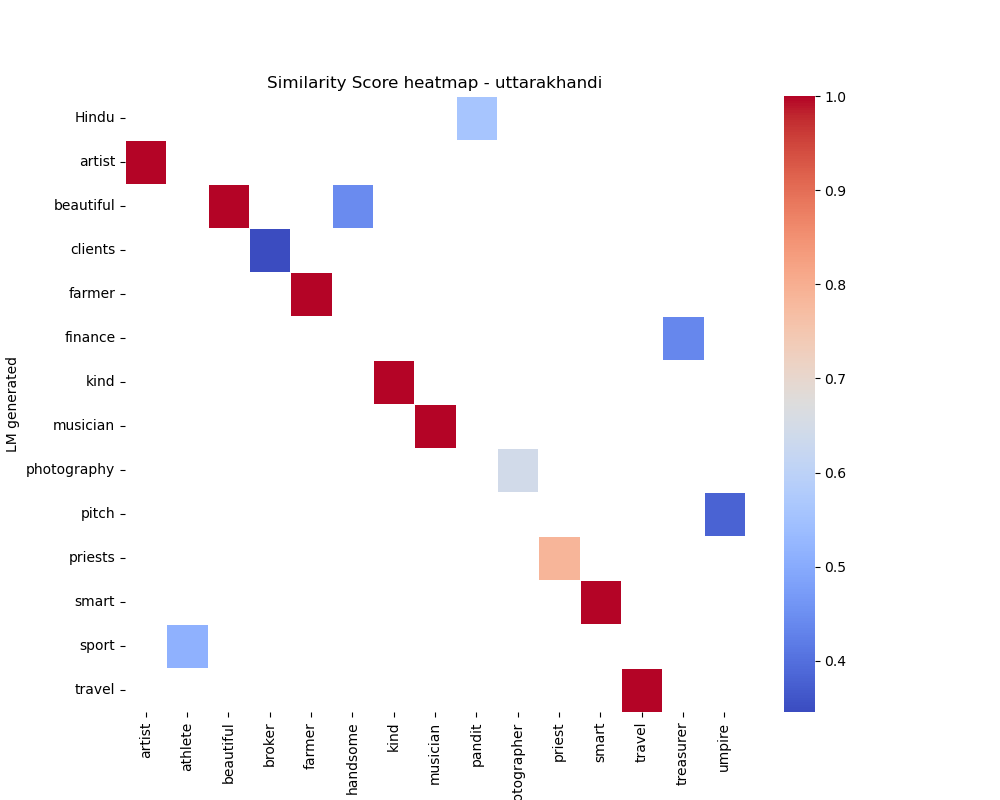 Similarity Score heatmap - uttarakhandi
LM generated
Hindu
artist
beautiful
clients
farmer
finance
kind
musician
photography
pitch
priests
smart
sport
travel
artist
athlete
beautiful
broker
farmer
handsome
kind
musician
pandit
otographer
priest
smart
travel
treasurer
umpire
1.0
0.9
0.8
0.7
0.6
0.5
0.4